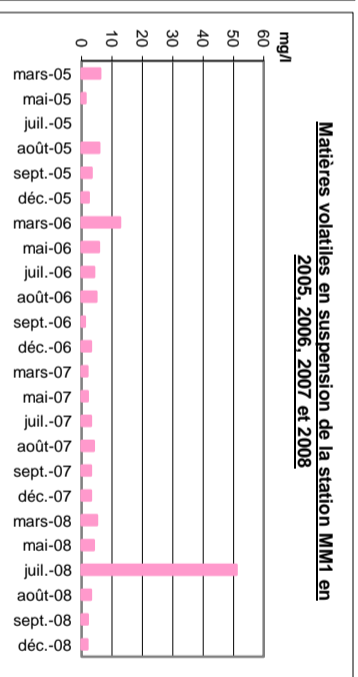 Matières volatiles en suspension de la station MM1 en
2005, 2006, 2007 et 2008
mg/l
60
50
40
30
20
10
0
mars-05
mai-05
juil.-05
août-05
sept.-05
déc.-05
mars-06
mai-06
juil.-06
août-06
sept.-06
déc.-06
mars-07
mai-07
juil.-07
août-07
sept.-07
déc.-07
mars-08
mai-08
juil.-08
août-08
sept.-08
déc.-08